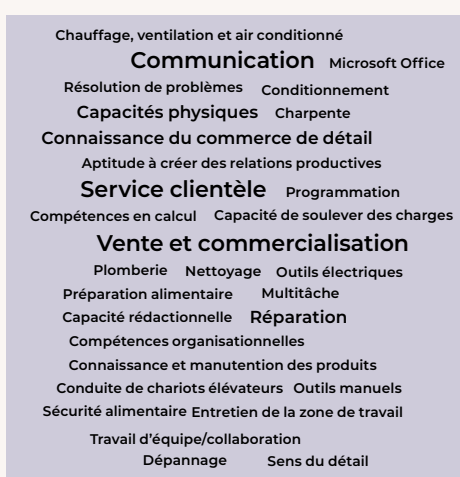 Chauffage, ventilation et air conditionné
Communication Microsoft Office
Résolution de problèmes Conditionnement
Capacités physiques Charpente
Connaissance du commerce de détail
Aptitude à créer des relations productives
Service clientèle Programmation
Compétences en calcul Capacité de soulever des charges
Vente et commercialisation
Plomberie Nettoyage Outils électriques
Préparation alimentaire Multitâche
Capacité rédactionnelle Réparation
Compétences organisationnelles
Connaissance et manutention des produits
Conduite de chariots élévateurs Outils manuels
Sécurité alimentaire Entretien de la zone de travail
Travail d’équipe/collaboration
Dépannage Sens du détail